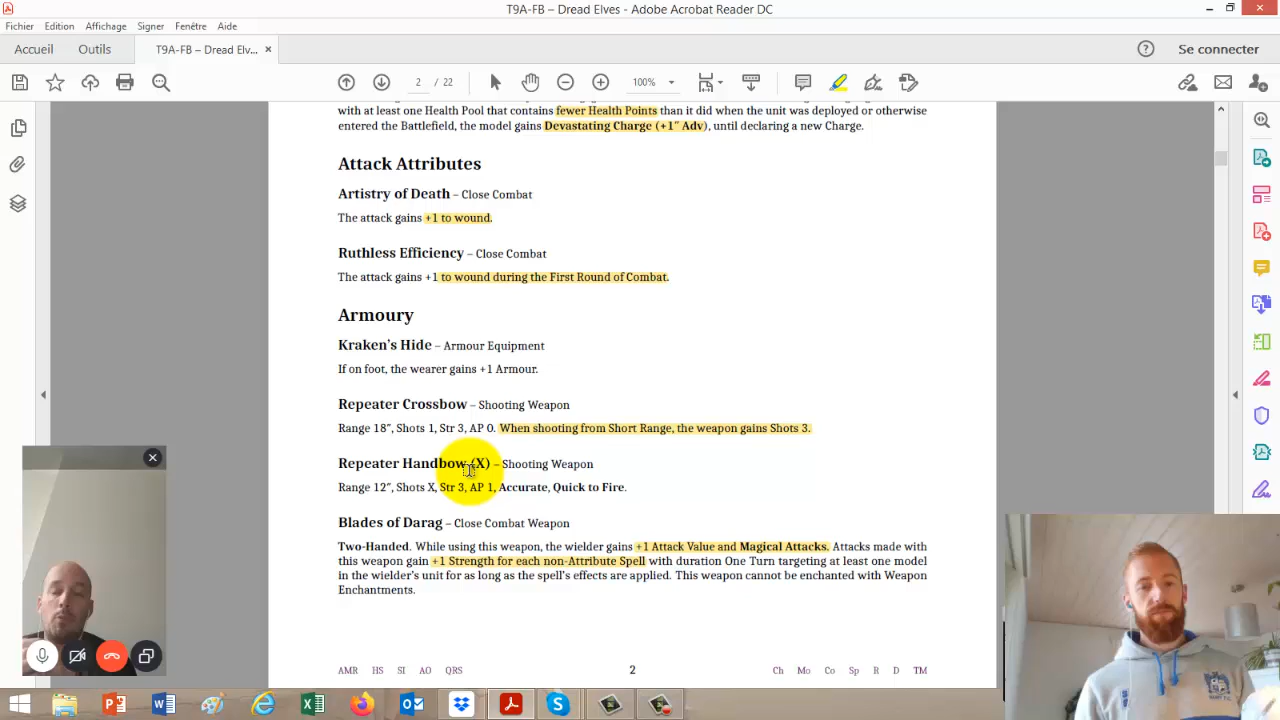 T9A-FB – Dread Elves - Adobe Acrobat Reader DC
Fichier Edition Affichage Signer Fenêtre Aide
Accueil Outils T9A-FB – Dread Elv... × Se connecter
2 / 22 100%
with at least one Health Pool that contains fewer Health Points than it did when the unit was deployed or otherwise
entered the Battlefield, the model gains Devastating Charge (+1″ Adv), until declaring a new Charge.
Attack Attributes
Artistry of Death – Close Combat
The attack gains +1 to wound.
Ruthless Efficiency – Close Combat
The attack gains +1 to wound during the First Round of Combat.
Armoury
Kraken’s Hide – Armour Equipment
If on foot, the wearer gains +1 Armour.
Repeater Crossbow – Shooting Weapon
Range 18″, Shots 1, Str 3, AP 0. When shooting from Short Range, the weapon gains Shots 3.
Repeater Handbow (X) – Shooting Weapon
Range 12″, Shots X, Str 3, AP 1, Accurate, Quick to Fire.
Blades of Darag – Close Combat Weapon
Two-Handed. While using this weapon, the wielder gains +1 Attack Value and Magical Attacks. Attacks made with
this weapon gain +1 Strength for each non-Attribute Spell with duration One Turn targeting at least one model
in the wielder’s unit for as long as the spell’s effects are applied. This weapon cannot be enchanted with Weapon
Enchantments.
AMR HS SI AO QRS 2 Ch Mo Co Sp R D TM